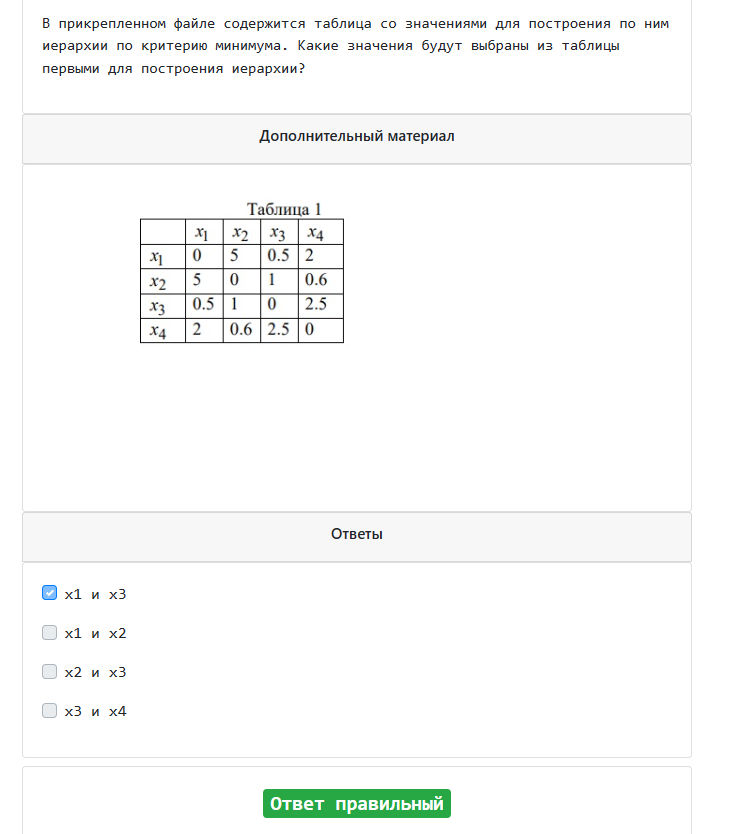 В прикрепленном файле содержится таблица со значениями для построения по ним
иерархии по критерию минимума. Какие значения будут выбраны из таблицы
первыми для построения иерархии?
Дополнительный материал
Таблица 1
x1 x2 x3 x4
x1 0 5 0.5 2
x2 5 0 1 0.6
x3 0.5 1 0 2.5
x4 2 0.6 2.5 0
Ответы
x1 и x3
x1 и x2
x2 и x3
x3 и x4
Ответ правильный